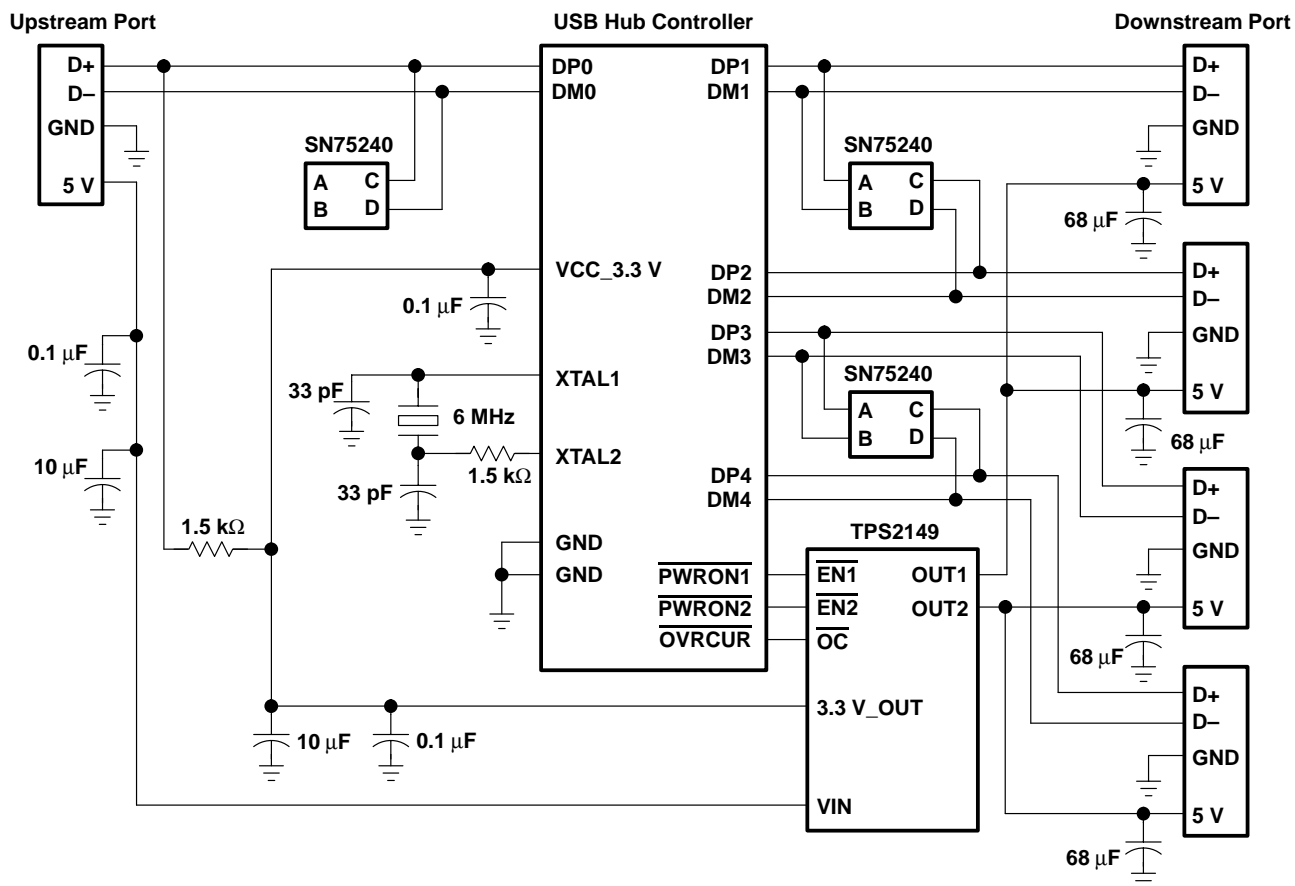 Upstream Port
USB Hub Controller
Downstream Port
D+
D–
GND
5 V
SN75240
A C
B D
0.1 μF
10 μF
1.5 kΩ
0.1 μF
33 pF
6 MHz
1.5 kΩ
33 pF
10 μF
0.1 μF
DP0
DM0
VCC_3.3 V
XTAL1
XTAL2
GND
GND
DP1
DM1
DP2
DM2
DP3
DM3
DP4
DM4
PWRON1
PWRON2
OVRCUR
SN75240
A C
B D
SN75240
A C
B D
TPS2149
EN1 OUT1
EN2 OUT2
OC
3.3 V_OUT
VIN
D+
D–
GND
5 V
68 μF
D+
D–
GND
5 V
68 μF
D+
D–
GND
5 V
68 μF
D+
D–
GND
5 V
68 μF